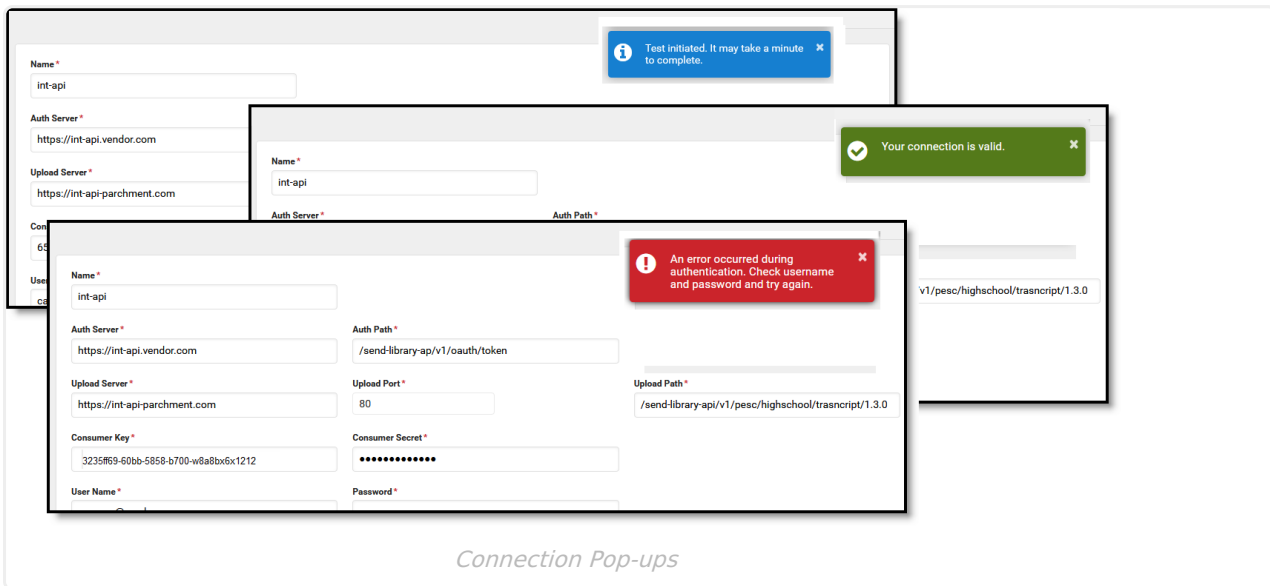 Test initiated. It may take a minute
to complete.
Name*
int-api
Auth Server*
https://int-api.vendor.com
Upload Server*
https://int-api-parchment.com
Con
65
User
ca
Your connection is valid.
Name*
int-api
Auth Server*
Auth Path*
/v1/pesc/highschool/trasncript/1.3.0
An error occurred during
authentication. Check username
and password and try again.
Name*
int-api
Auth Server*
Auth Path*
https://int-api.vendor.com
/send-library-ap/v1/oauth/token
Upload Server*
Upload Port*
Upload Path*
https://int-api-parchment.com
80
/send-library-api/v1/pesc/highschool/trasncript/1.3.0
Consumer Key*
Consumer Secret*
3235ff69-60bb-5858-b700-w8a8bx6x1212
User Name*
Password*
Connection Pop-ups